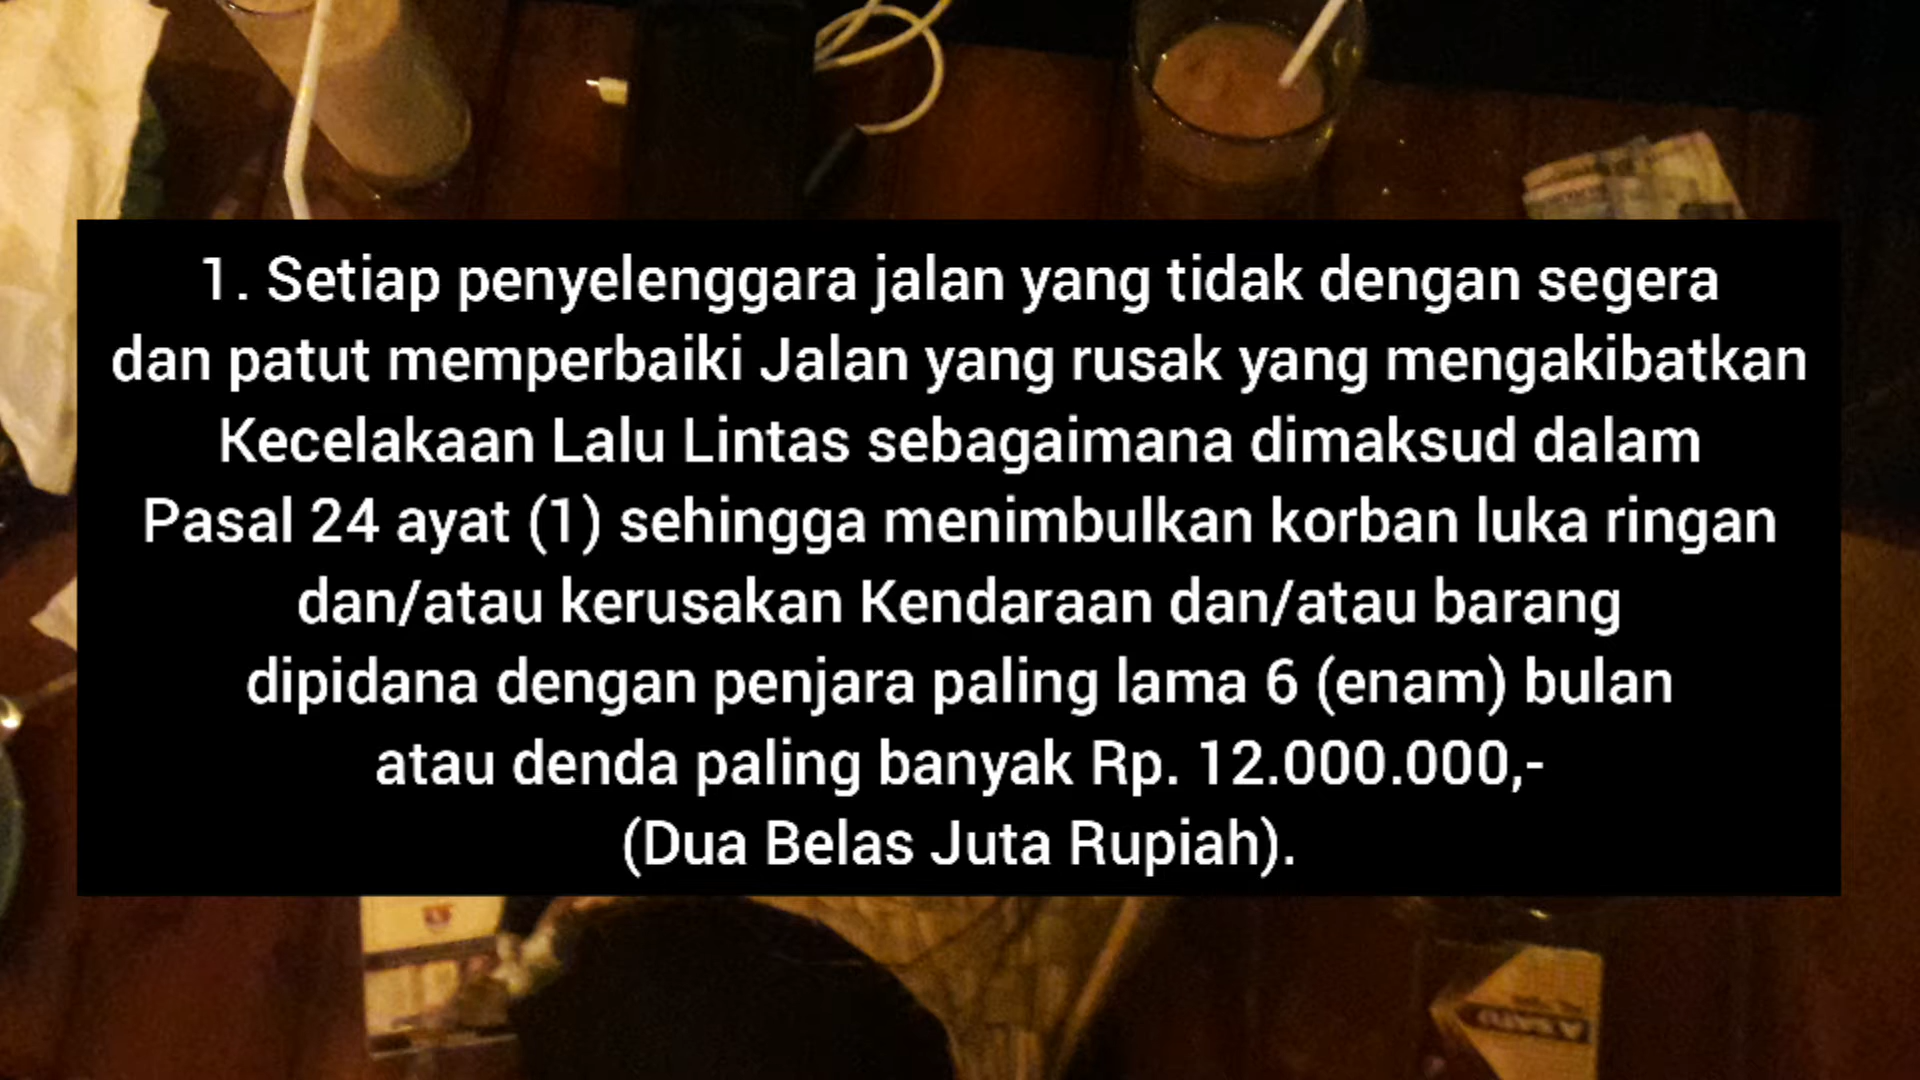 1. Setiap penyelenggara jalan yang tidak dengan segera
dan patut memperbaiki Jalan yang rusak yang mengakibatkan
Kecelakaan Lalu Lintas sebagaimana dimaksud dalam
Pasal 24 ayat (1) sehingga menimbulkan korban luka ringan
dan/atau kerusakan Kendaraan dan/atau barang
dipidana dengan penjara paling lama 6 (enam) bulan
atau denda paling banyak Rp. 12.000.000,-
(Dua Belas Juta Rupiah).